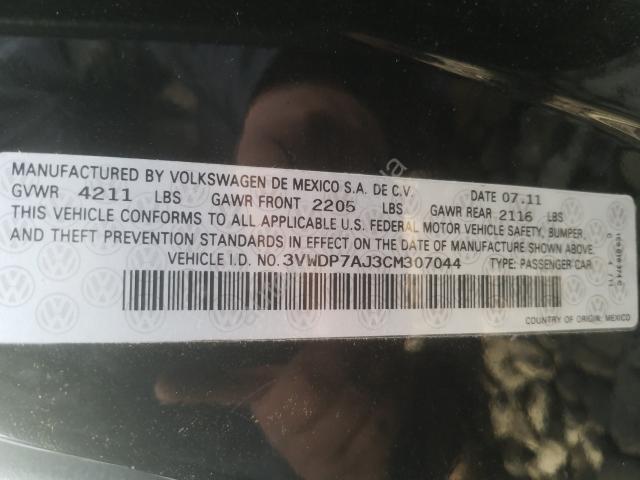 MANUFACTURED BY VOLKSWAGEN DE MEXICO S.A. DE C.V. DATE 07.11
GVWR 4211 LBS GAWR FRONT 2205 LBS GAWR REAR 2116 LBS
THIS VEHICLE CONFORMS TO ALL APPLICABLE U.S. FEDERAL MOTOR VEHICLE SAFETY, BUMPER,
AND THEFT PREVENTION STANDARDS IN EFFECT ON THE DATE OF MANUFACTURE SHOWN ABOVE.
VEHICLE I.D. NO. 3VWDP7AJ3CM307044 TYPE: PASSENGER CAR
COUNTRY OF ORIGIN: MEXICO